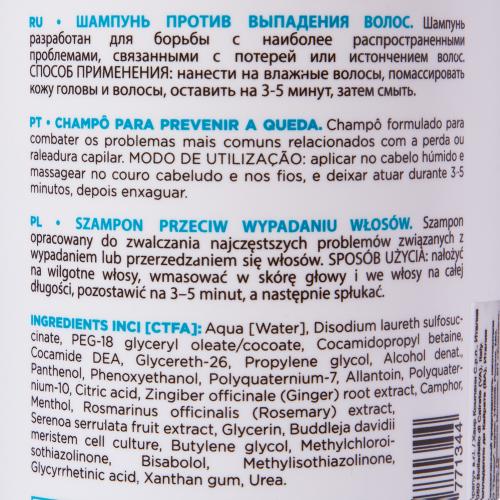 RU • ШАМПУНЬ ПРОТИВ ВЫПАДЕНИЯ ВОЛОС. Шампунь
разработан для борьбы с наиболее распространенными
проблемами, связанными с потерей или истончением волос.
СПОСОБ ПРИМЕНЕНИЯ: нанести на влажные волосы, помассировать
кожу головы и волосы, оставить на 3-5 минут, затем смыть.
PT • CHAMPÔ PARA PREVENIR A QUEDA. Champô formulado para
combater os problemas mais comuns relacionados com a perda ou
raleadura capilar. MODO DE UTILIZAÇÃO: aplicar no cabelo húmido e
massagear no couro cabeludo e nos fios, e deixar atuar durante 3-5
minutos, depois enxaguar.
PL • SZAMPON PRZECIW WYPADANIU WŁOSÓW. Szampon
opracowany do zwalczania najczęstszych problemów związanych z
wypadaniem lub przerzedzaniem się włosów. SPOSÓB UŻYCIA: nałożyć
na wilgotne włosy, wmasować w skórę głowy i we włosy na całej
długości, pozostawić na 3–5 minut, a następnie spłukać.
INGREDIENTS INCI [CTFA]: Aqua [Water], Disodium laureth sulfosuc-
cinate, PEG-18 glyceryl oleate/cocoate, Cocamidopropyl betaine,
Cocamide DEA, Glycereth-26, Propylene glycol, Alcohol denat.,
Panthenol, Phenoxyethanol, Polyquaternium-7, Allantoin, Polyquater-
nium-10, Citric acid, Zingiber officinale (Ginger) root extract, Camphor,
Menthol, Rosmarinus officinalis (Rosemary) extract,
Serenoa serrulata fruit extract, Glycerin, Buddleja davidii
meristem cell culture, Butylene glycol, Methylchloroi-
sothiazolinone, Bisabolol, Methylisothiazolinone,
Glycyrrhetinic acid, Xanthan gum, Urea.
771344